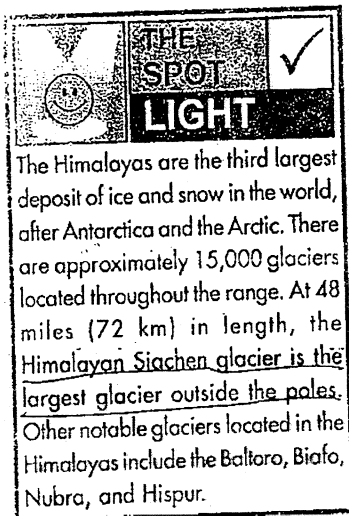 THE
SPOT
LIGHT
The Himalayas are the third largest
deposit of ice and snow in the world,
after Antarctica and the Arctic. There
are approximately 15,000 glaciers
located throughout the range. At 48
miles (72 km) in length, the
Himalayan Siachen glacier is the
largest glacier outside the poles.
Other notable glaciers located in the
Himalayas include the Baltoro, Biafo,
Nubra, and Hispur.